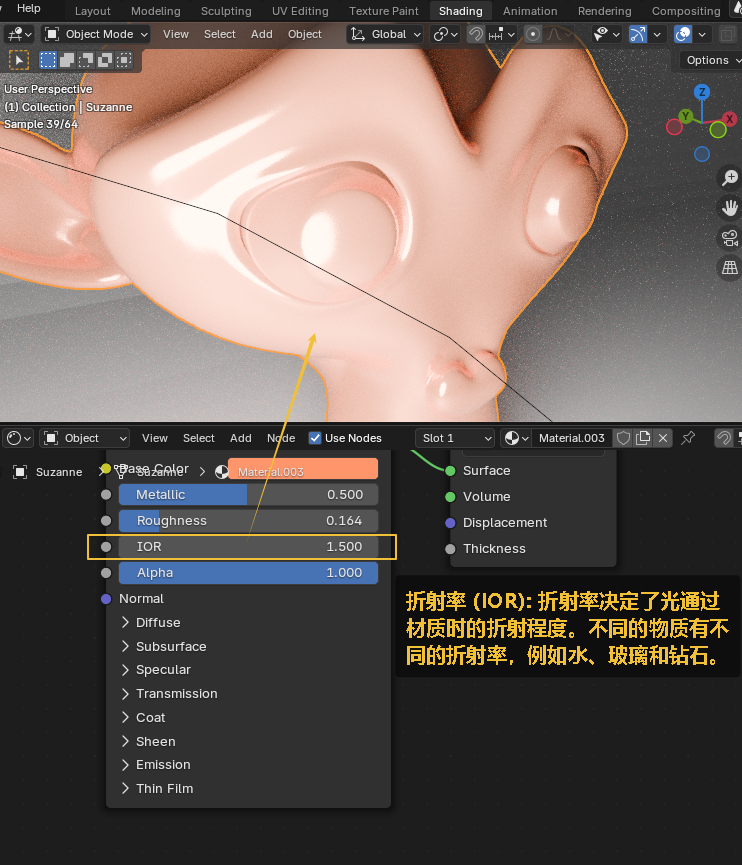 Help
Layout Modeling Sculpting UV Editing Texture Paint Shading Animation Rendering Compositing
Object Mode View Select Add Object Global
Options
User Perspective
(1) Collection | Suzanne
Sample 39/64
Z
Y X
Object View Select Add Node Use Nodes Slot 1 Material.003
Suzanne Suzanne Material.003
Base Color
Metallic 0.500
Roughness 0.164
IOR 1.500
Alpha 1.000
Normal
Diffuse
Subsurface
Specular
Transmission
Coat
Sheen
Emission
Thin Film
Surface
Volume
Displacement
Thickness
折射率 (IOR): 折射率决定了光通过
材质时的折射程度。不同的物质有不
同的折射率，例如水、玻璃和钻石。